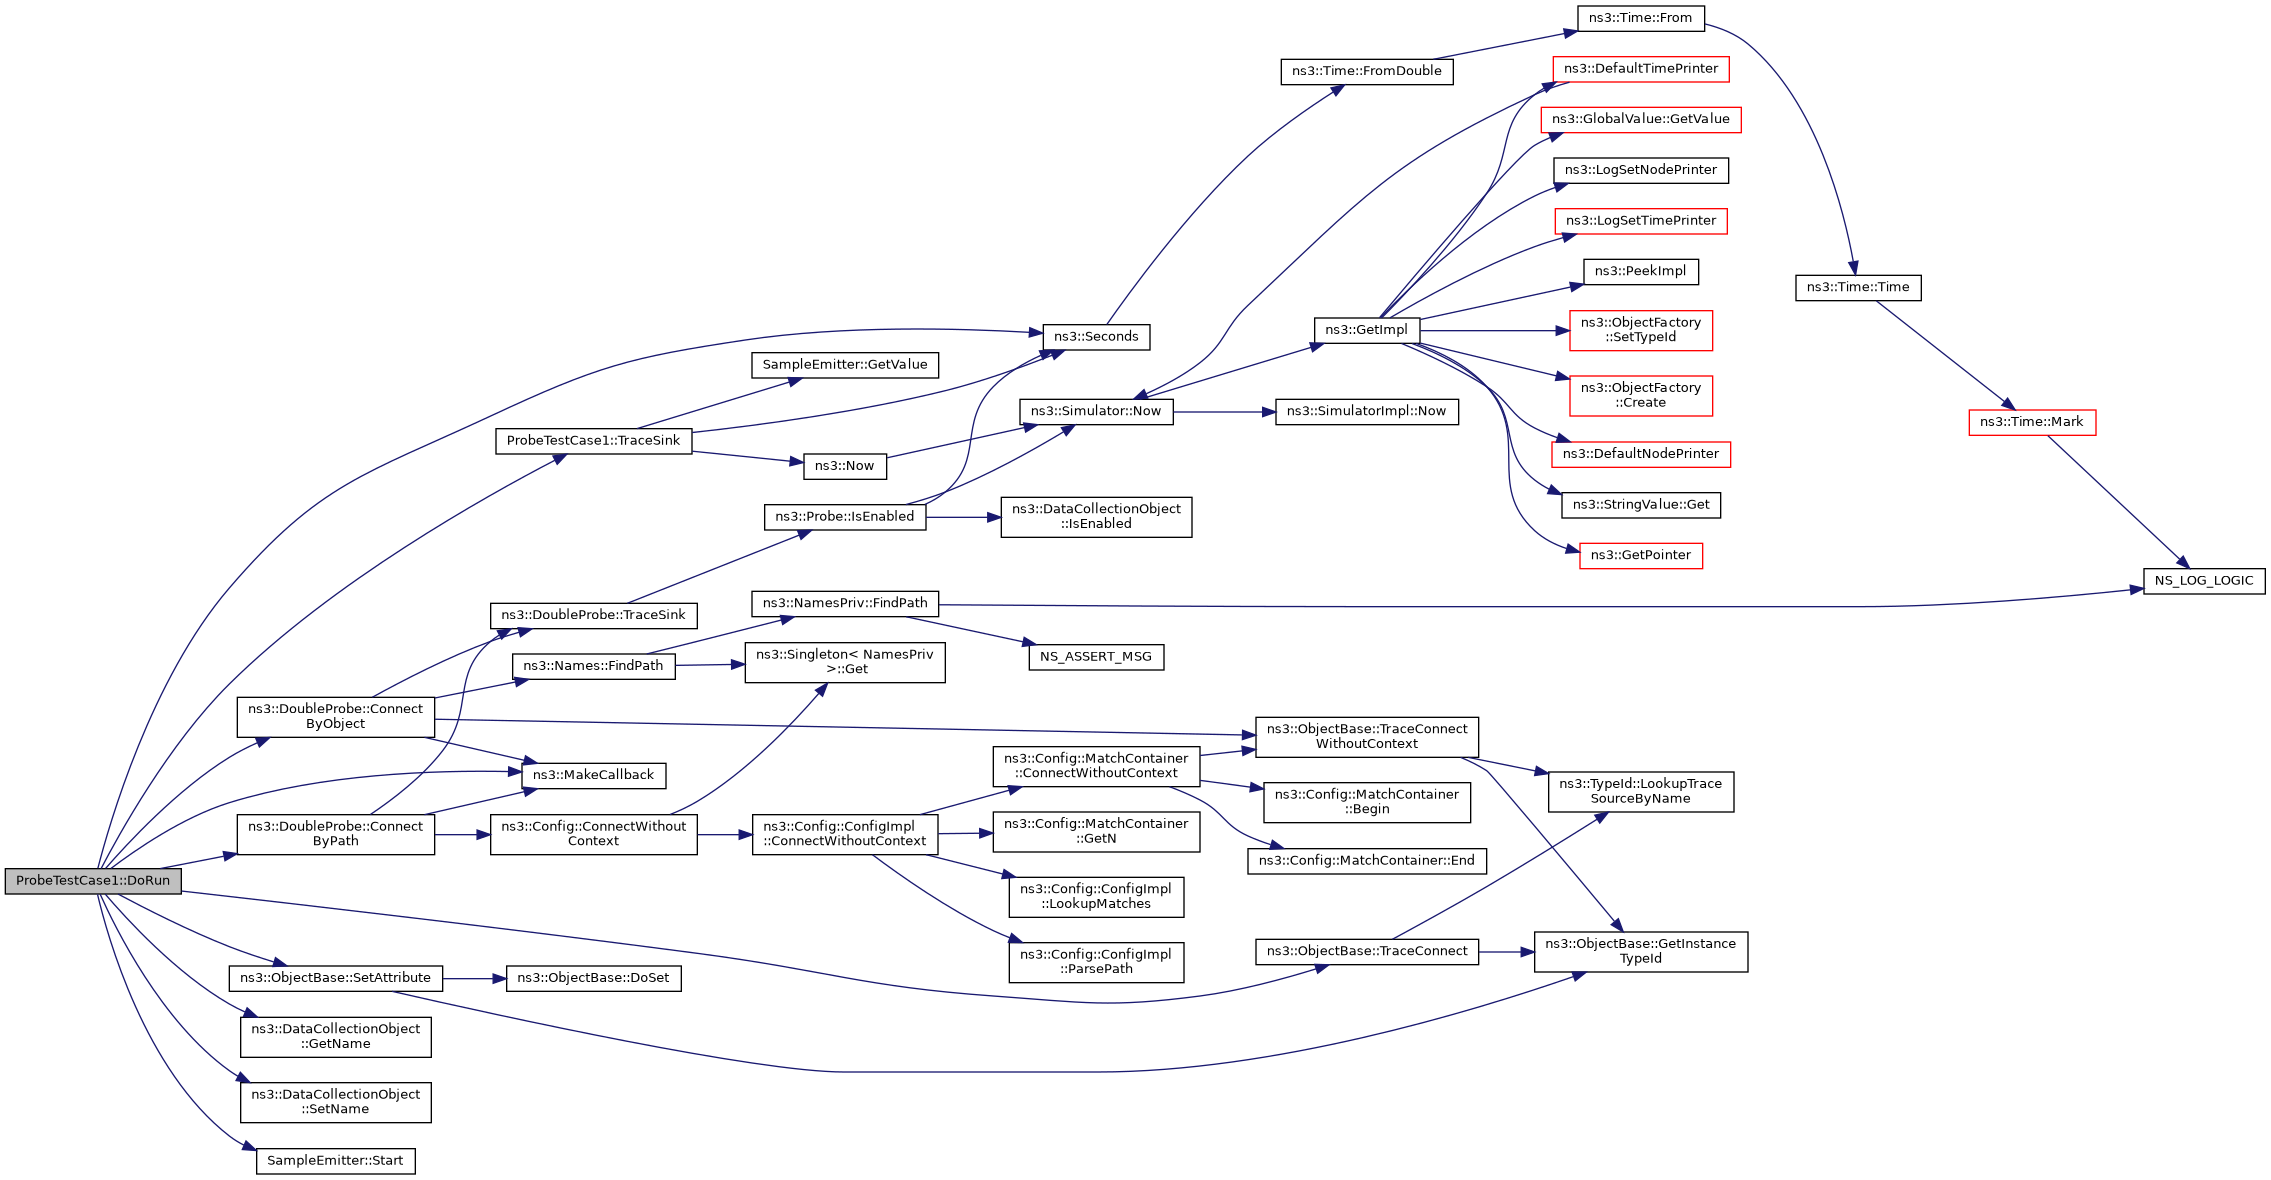 ns3::Time::From
ns3::Time::FromDouble
ns3::DefaultTimePrinter
ns3::GlobalValue::GetValue
ns3::LogSetNodePrinter
ns3::LogSetTimePrinter
ns3::PeekImpl
ns3::Time::Time
ns3::GetImpl
ns3::ObjectFactory
::SetTypeId
ns3::Seconds
SampleEmitter::GetValue
ns3::ObjectFactory
::Create
ns3::Simulator::Now
ns3::SimulatorImpl::Now
ns3::Time::Mark
ProbeTestCase1::TraceSink
ns3::DefaultNodePrinter
ns3::Now
ns3::StringValue::Get
ns3::Probe::IsEnabled
ns3::DataCollectionObject
::IsEnabled
ns3::GetPointer
NS_LOG_LOGIC
ns3::NamesPriv::FindPath
ns3::DoubleProbe::TraceSink
NS_ASSERT_MSG
ns3::Names::FindPath
ns3::Singleton< NamesPriv
>::Get
ns3::DoubleProbe::Connect
ByObject
ns3::ObjectBase::TraceConnect
WithoutContext
ns3::MakeCallback
ns3::Config::MatchContainer
::ConnectWithoutContext
ns3::TypeId::LookupTrace
SourceByName
ns3::Config::MatchContainer
::Begin
ns3::DoubleProbe::Connect
ByPath
ns3::Config::ConnectWithout
Context
ns3::Config::ConfigImpl
::ConnectWithoutContext
ns3::Config::MatchContainer
::GetN
ns3::Config::MatchContainer::End
ProbeTestCase1::DoRun
ns3::Config::ConfigImpl
::LookupMatches
ns3::ObjectBase::TraceConnect
ns3::ObjectBase::GetInstance
TypeId
ns3::Config::ConfigImpl
::ParsePath
ns3::ObjectBase::SetAttribute
ns3::ObjectBase::DoSet
ns3::DataCollectionObject
::GetName
ns3::DataCollectionObject
::SetName
SampleEmitter::Start